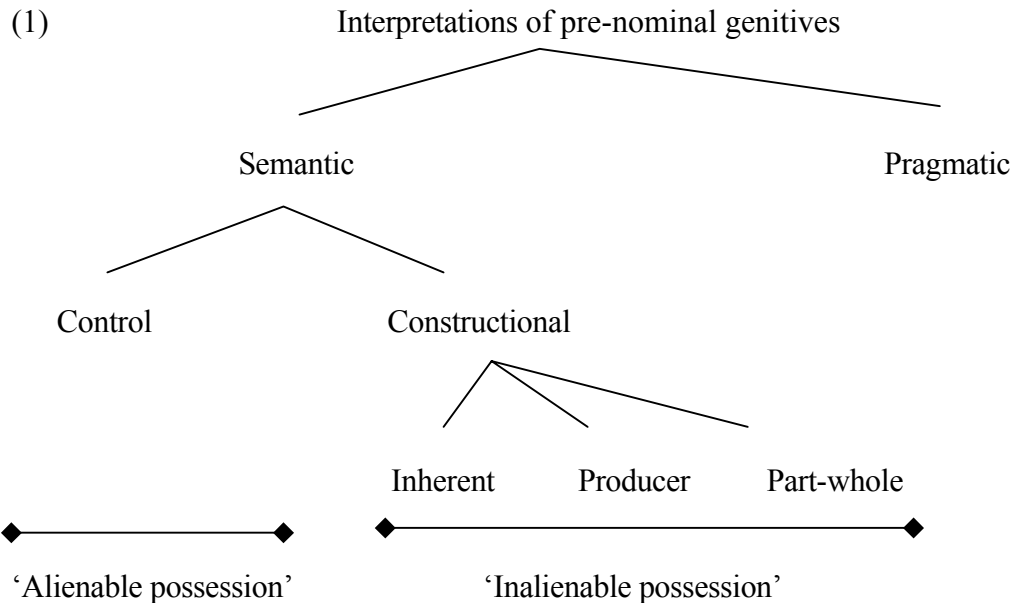 (1) Interpretations of pre-nominal genitives
Semantic Pragmatic
Control Constructional
Inherent Producer Part-whole
‘Alienable possession’ ‘Inalienable possession’